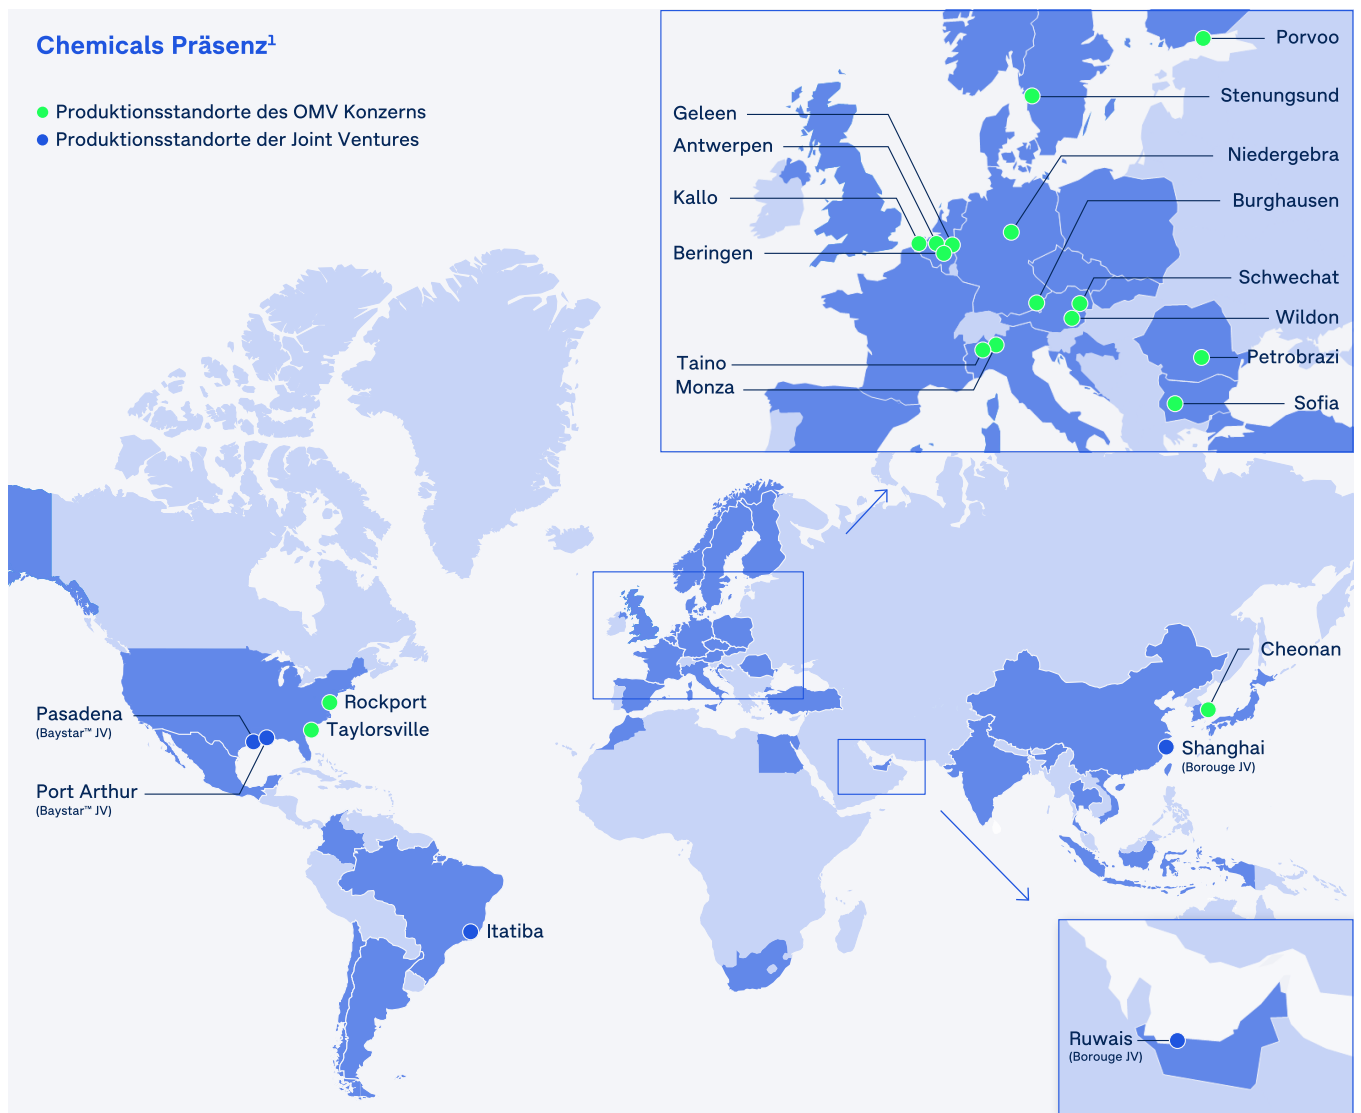 Chemicals Präsenz¹
Produktionsstandorte des OMV Konzerns
Produktionsstandorte der Joint Ventures
Porvoo
Stenungsund
Geleen
Antwerpen
Niedergebra
Kallo
Burghausen
Beringen
Schwechat
Wildon
Taino
Petrobrazi
Monza
Sofia
Cheonan
Rockport
Pasadena
(Baystar™ JV)
Taylorsville
Shanghai
(Borouge JV)
Port Arthur
(Baystar™ JV)
Itatiba
Ruwais
(Borouge JV)